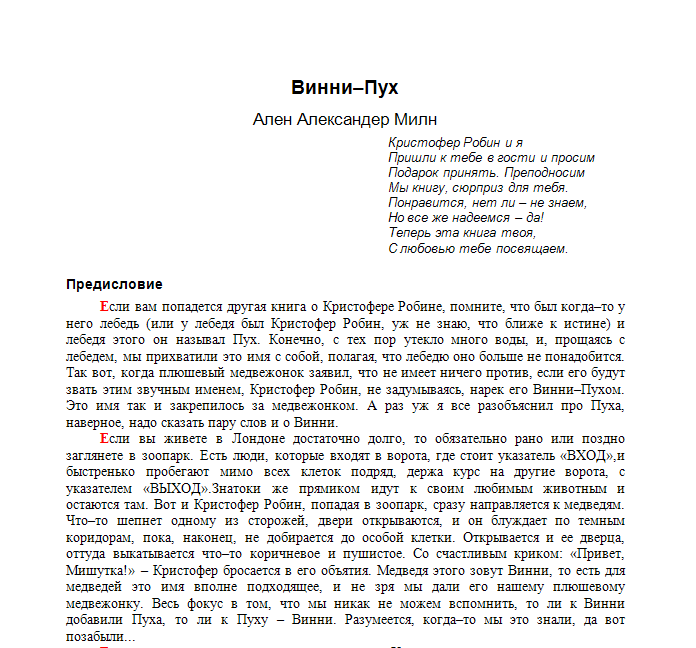 Винни–Пух
Ален Александер Милн
Кристофер Робин и я
Пришли к тебе в гости и просим
Подарок принять. Преподносим
Мы книгу, сюрприз для тебя.
Понравится, нет ли – не знаем,
Но все же надеемся – да!
Теперь эта книга твоя,
С любовью тебе посвящаем.
Предисловие
Если вам попадется другая книга о Кристофере Робине, помните, что был когда–то у
него лебедь (или у лебедя был Кристофер Робин, уж не знаю, что ближе к истине) и
лебедя этого он называл Пух. Конечно, с тех пор утекло много воды, и, прощаясь с
лебедем, мы прихватили это имя с собой, полагая, что лебедю оно больше не понадобится.
Так вот, когда плюшевый медвежонок заявил, что не имеет ничего против, если его будут
звать этим звучным именем, Кристофер Робин, не задумываясь, нарек его Винни–Пухом.
Это имя так и закрепилось за медвежонком. А раз уж я все разобъяснил про Пуха,
наверное, надо сказать пару слов и о Винни.
Если вы живете в Лондоне достаточно долго, то обязательно рано или поздно
заглянете в зоопарк. Есть люди, которые входят в ворота, где стоит указатель «ВХОД»,и
быстренько пробегают мимо всех клеток подряд, держа курс на другие ворота, с
указателем «ВЫХОД».Знатоки же прямиком идут к своим любимым животным и
остаются там. Вот и Кристофер Робин, попадая в зоопарк, сразу направляется к медведям.
Что–то шепнет одному из сторожей, двери открываются, и он блуждает по темным
коридорам, пока, наконец, не добирается до особой клетки. Открывается и ее дверца,
оттуда выкатывается что–то коричневое и пушистое. Со счастливым криком: «Привет,
Мишутка!» – Кристофер бросается в его объятия. Медведя этого зовут Винни, то есть для
медведей это имя вполне подходящее, и не зря мы дали его нашему плюшевому
медвежонку. Весь фокус в том, что мы никак не можем вспомнить, то ли к Винни
добавили Пуха, то ли к Пуху – Винни. Разумеется, когда–то мы это знали, да вот
позабыли...